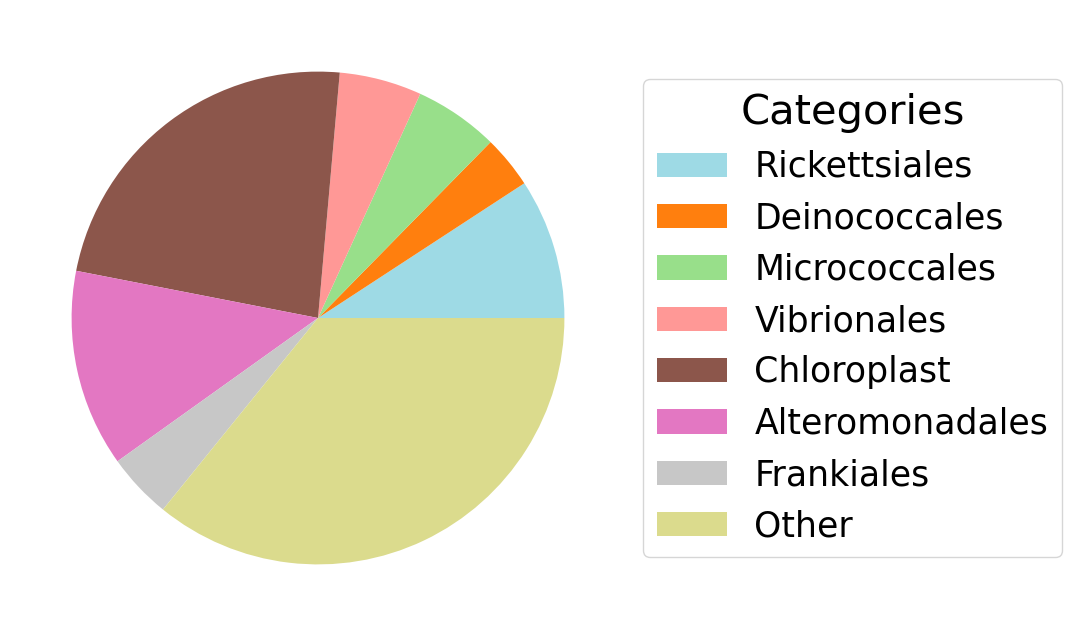 Categories
Rickettsiales
Deinococcales
Micrococcales
Vibrionales
Chloroplast
Alteromonadales
Frankiales
Other